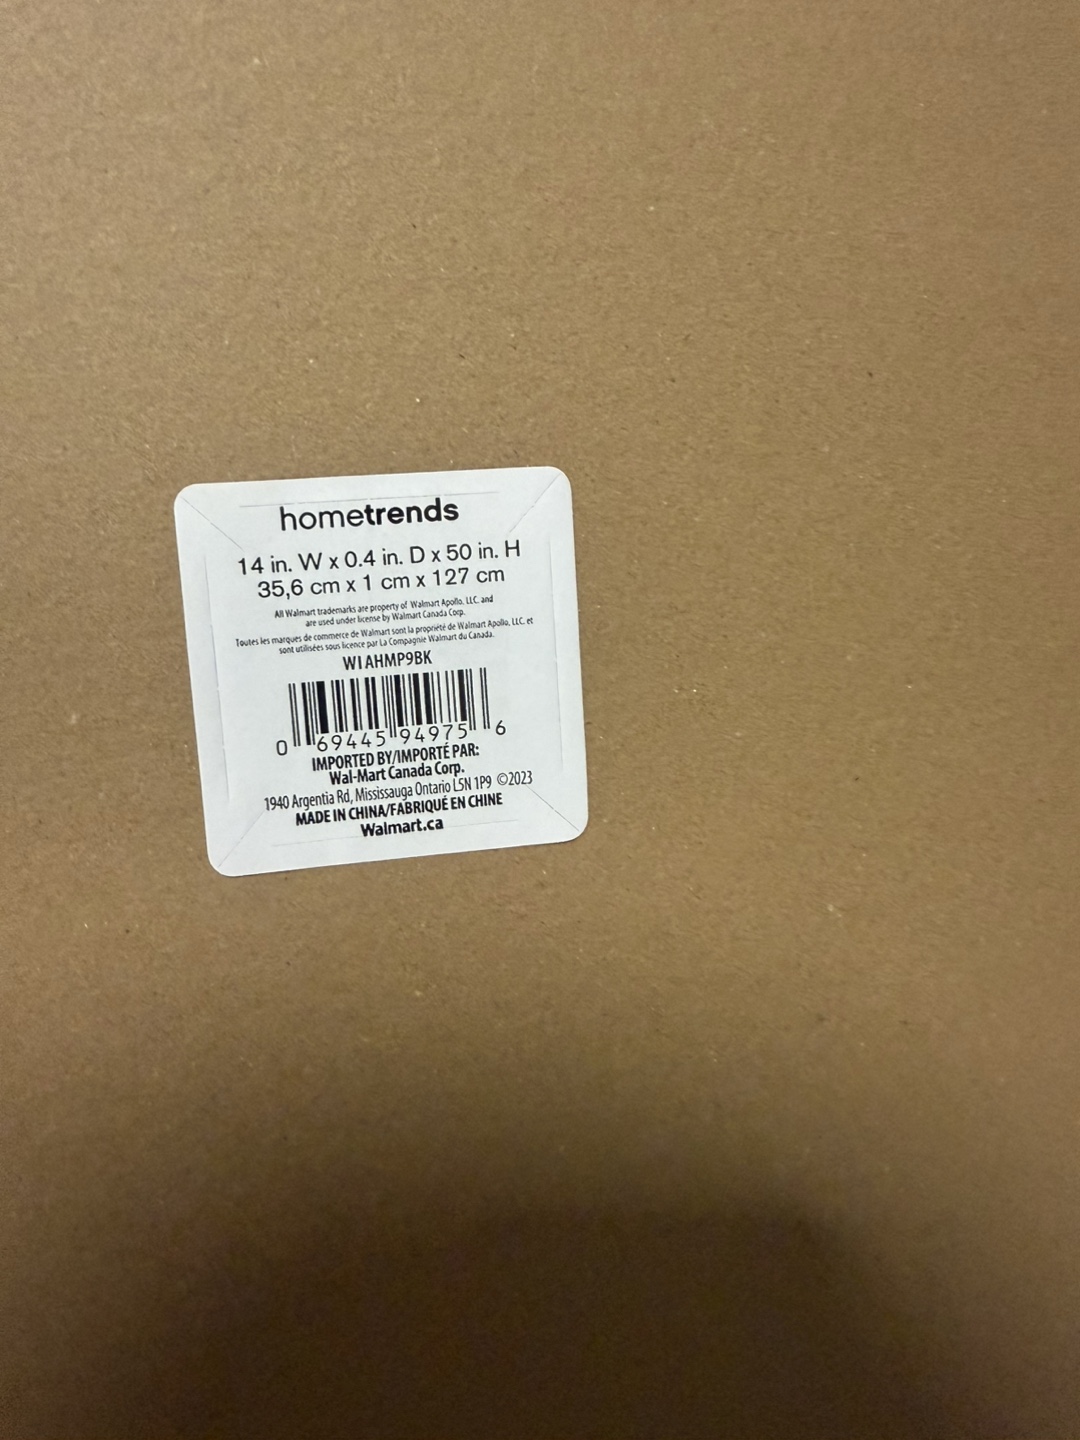 hometrends
14 in. W x 0.4 in. D x 50 in. H
35,6 cm x 1 cm x 127 cm
All Walmart trademarks are property of Walmart Apollo, LLC. and
are used under license by Walmart Canada Corp.
Toutes les marques de commerce de Walmart sont la propriété de Walmart Apollo, LLC. et
sont utilisées sous licence par La Compagnie Walmart du Canada.
WIAHMP9BK
0 69445 94975 6
IMPORTED BY/IMPORTÉ PAR:
Wal-Mart Canada Corp.
1940 Argentia Rd, Mississauga Ontario L5N 1P9 ©2023
MADE IN CHINA/FABRIQUÉ EN CHINE
Walmart.ca